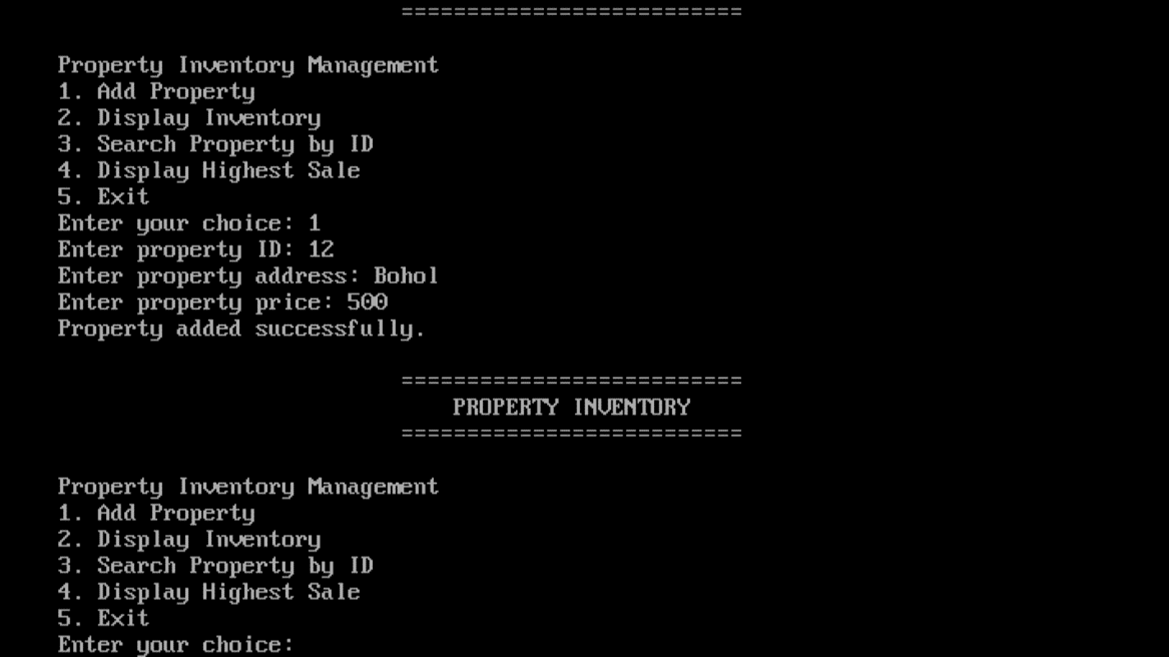 ==========================
Property Inventory Management
1. Add Property
2. Display Inventory
3. Search Property by ID
4. Display Highest Sale
5. Exit
Enter your choice: 1
Enter property ID: 12
Enter property address: Bohol
Enter property price: 500
Property added successfully.
==========================
PROPERTY INVENTORY
==========================
Property Inventory Management
1. Add Property
2. Display Inventory
3. Search Property by ID
4. Display Highest Sale
5. Exit
Enter your choice: